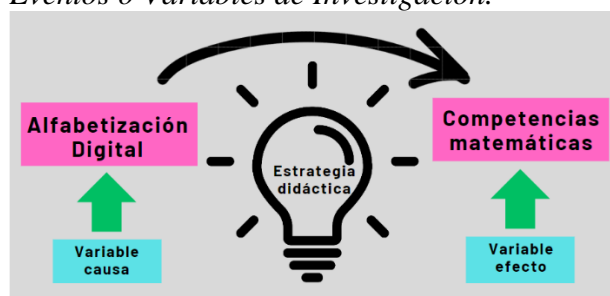 Eventos o Variables de Investigación.
Alfabetización
Digital
Estrategia
didáctica
Competencias
matemáticas
Variable
causa
Variable
efecto